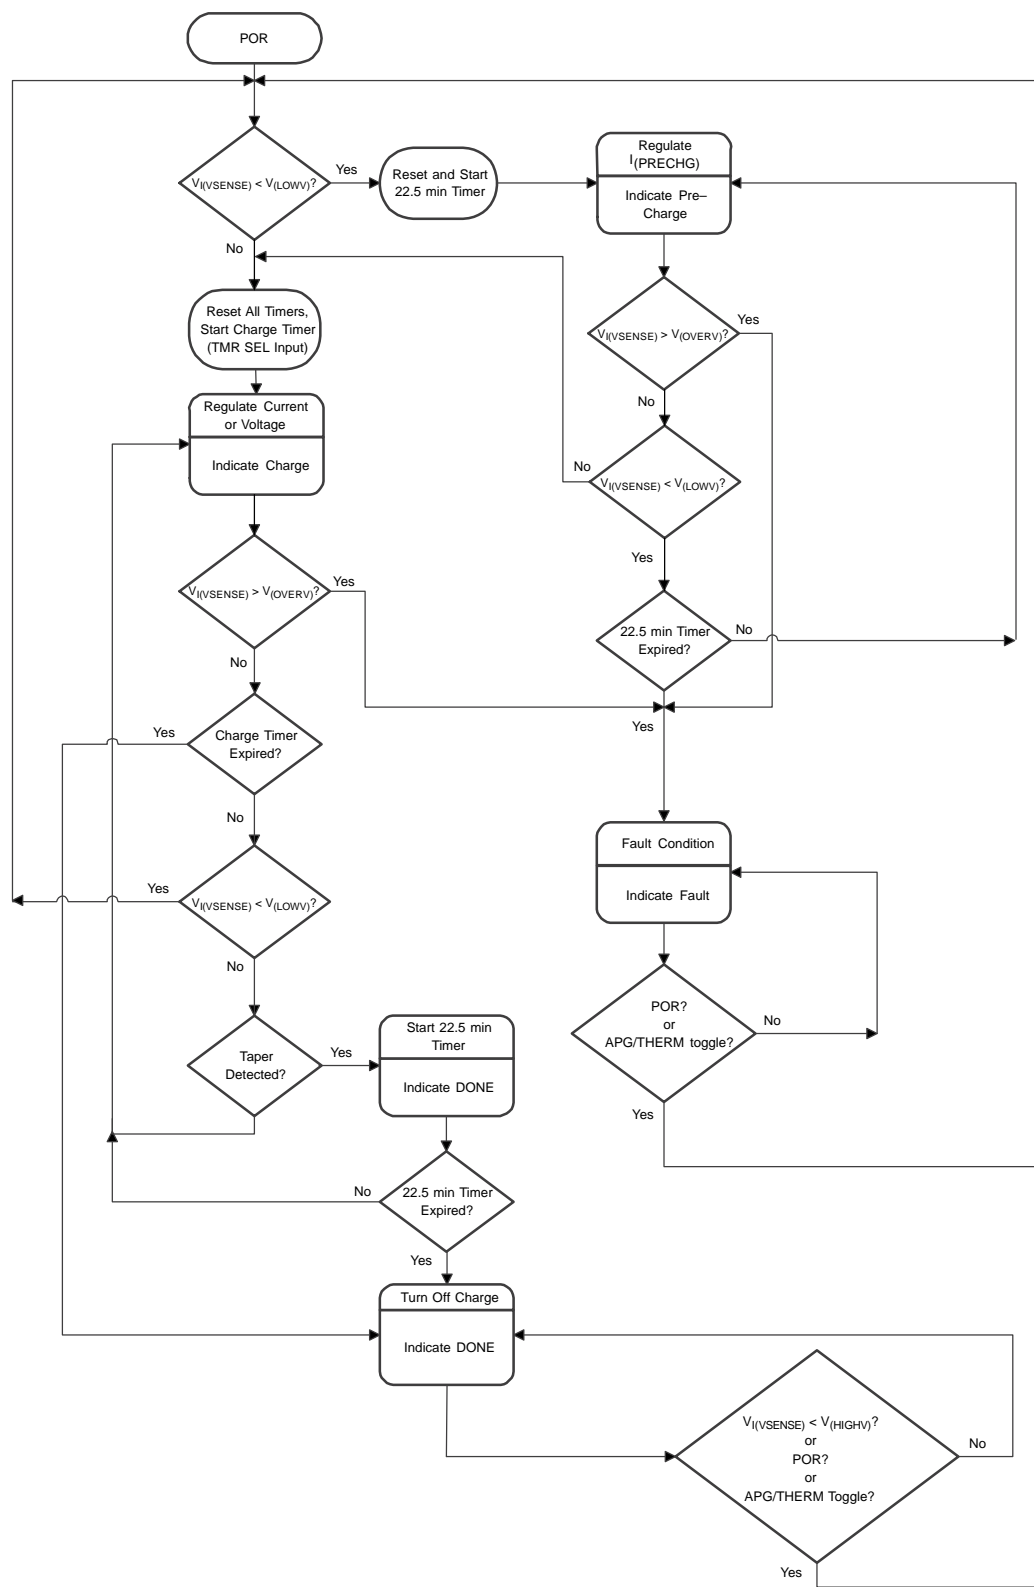 POR
VI(VSENSE) < V(LOWV)?
Yes
Reset and Start
22.5 min Timer
Regulate
I(PRECHG)
Indicate Pre–
Charge
No
Reset All Timers,
Start Charge Timer
(TMR SEL Input)
VI(VSENSE) > V(OVERV)?
Yes
No
Regulate Current
or Voltage
Indicate Charge
No
VI(VSENSE) < V(LOWV)?
Yes
VI(VSENSE) > V(OVERV)?
Yes
No
22.5 min Timer
Expired?
No
Yes
Yes
Charge Timer
Expired?
No
Fault Condition
Indicate Fault
Yes
VI(VSENSE) < V(LOWV)?
No
POR?
or
APG/THERM toggle?
No
Yes
Taper
Detected?
Yes
Start 22.5 min
Timer
Indicate DONE
No
22.5 min Timer
Expired?
Yes
Turn Off Charge
Indicate DONE
VI(VSENSE) < V(HIGHV)?
or
POR?
or
APG/THERM Toggle?
No
Yes